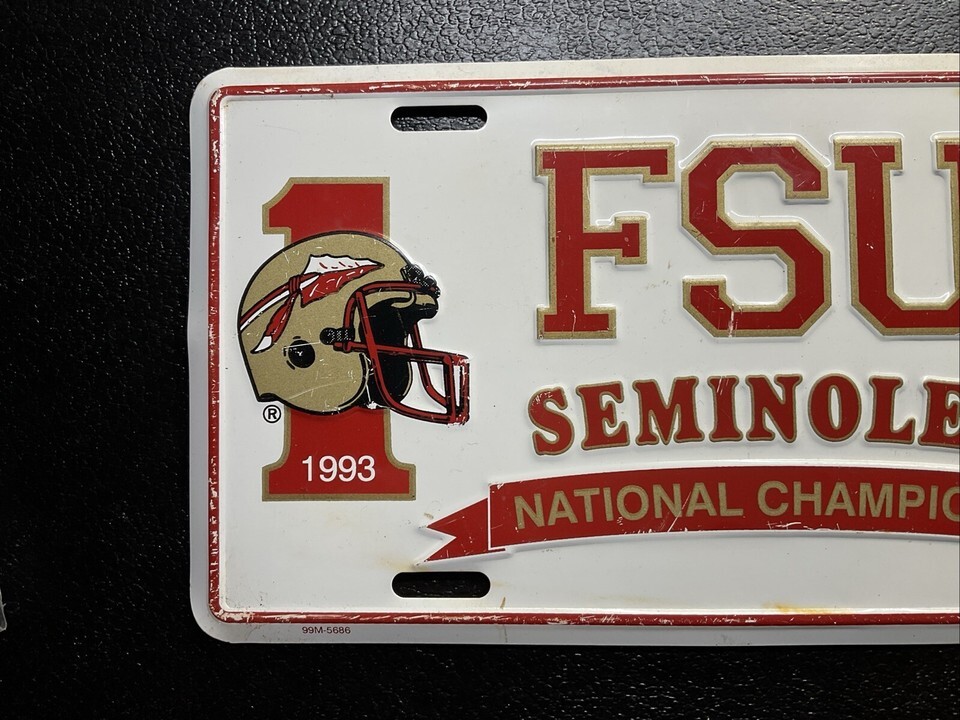 1
FSU
SEMINOLE
®
1993
NATIONAL CHAMPIO
99M-5686